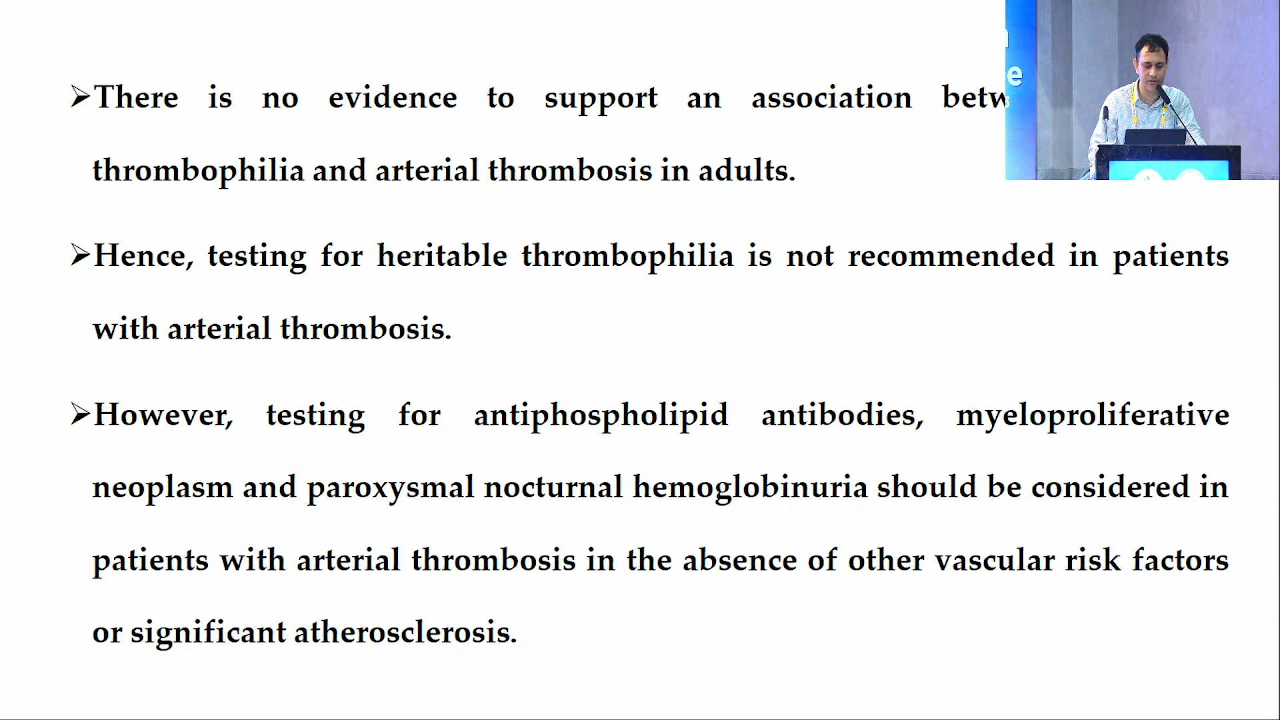 ➢There is no evidence to support an association betw
thrombophilia and arterial thrombosis in adults.
➢Hence, testing for heritable thrombophilia is not recommended in patients
with arterial thrombosis.
➢However, testing for antiphospholipid antibodies, myeloproliferative
neoplasm and paroxysmal nocturnal hemoglobinuria should be considered in
patients with arterial thrombosis in the absence of other vascular risk factors
or significant atherosclerosis.